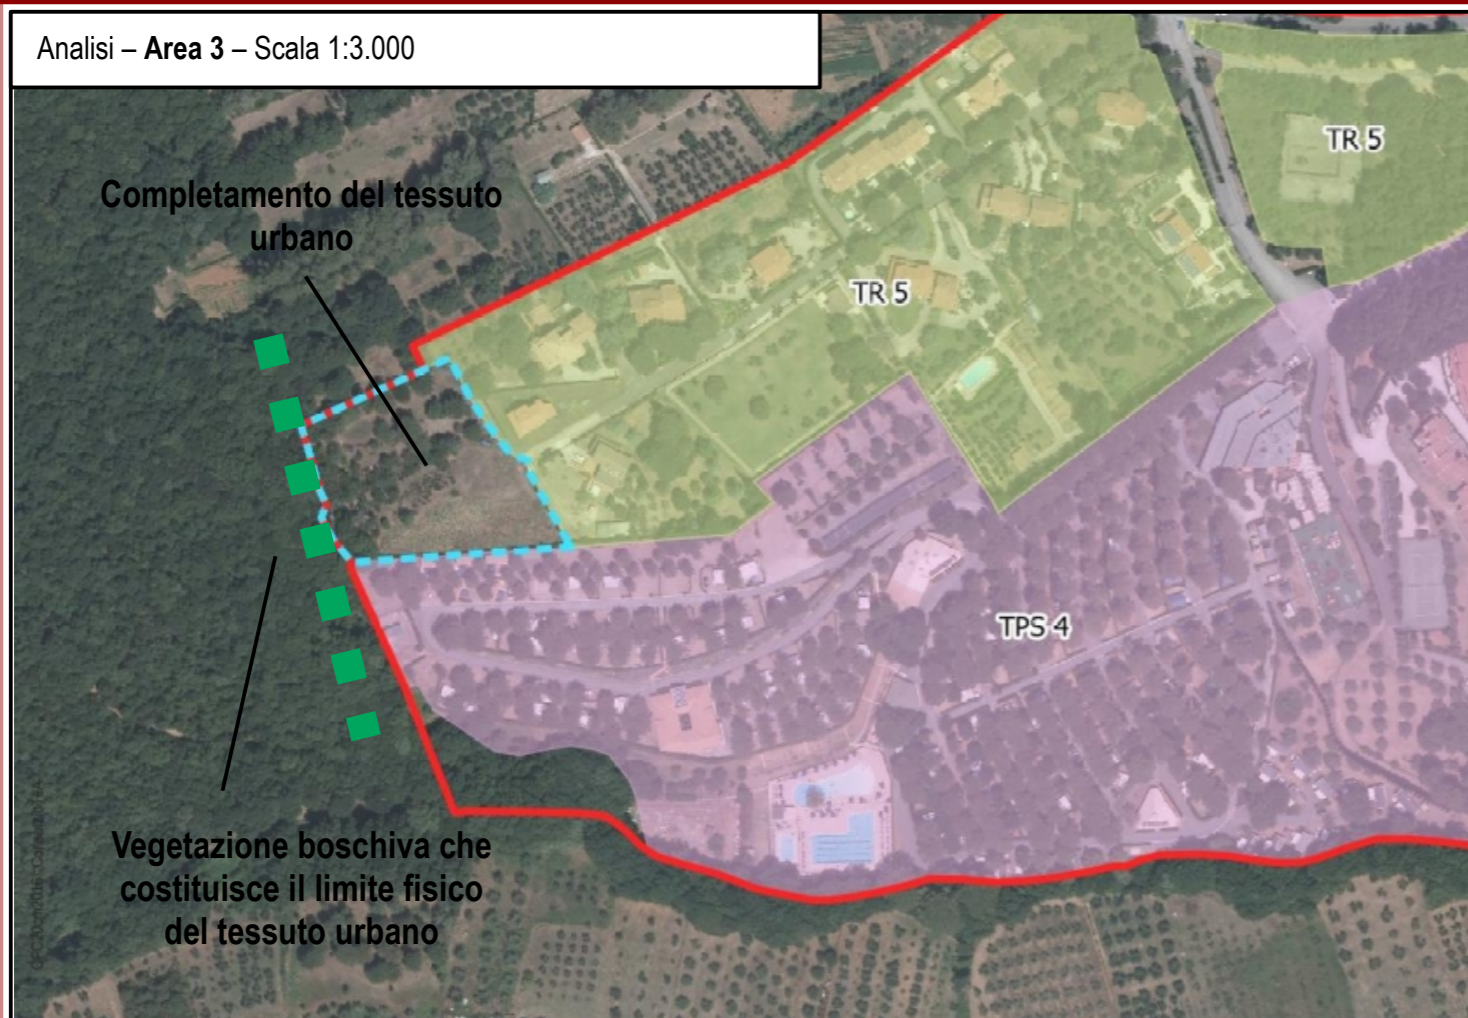 Analisi – Area 3 – Scala 1:3.000
TR 5
Completamento del tessuto
urbano
TR 5
TPS 4
Vegetazione boschiva che
costituisce il limite fisico
del tessuto urbano